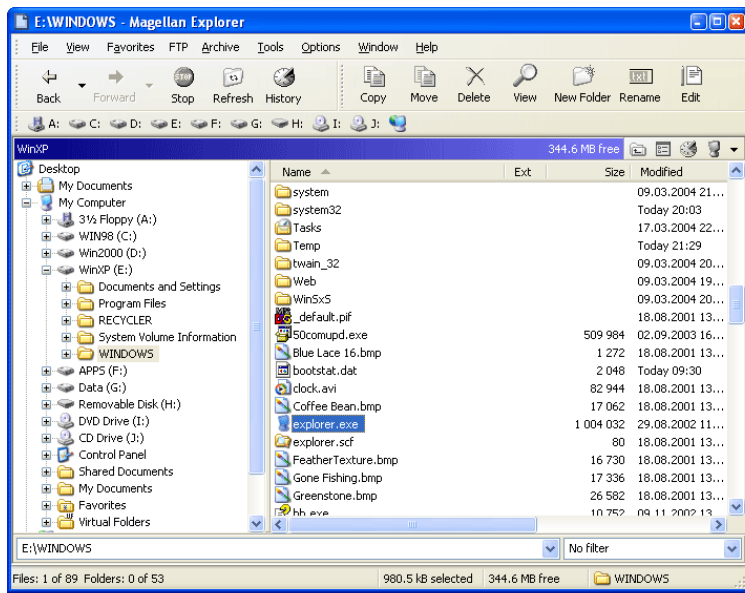 E:\WINDOWS - Magellan Explorer
File View Favorites FTP Archive Tools Options Window Help
Back Forward Stop Refresh History Copy Move Delete View New Folder Rename Edit
A: C: D: E: F: G: H: I: J:
WinXP 344.6 MB free
Desktop
My Documents
My Computer
3½ Floppy (A:)
WIN98 (C:)
Win2000 (D:)
WinXP (E:)
Documents and Settings
Program Files
RECYCLER
System Volume Information
WINDOWS
APPS (F:)
Data (G:)
Removable Disk (H:)
DVD Drive (I:)
CD Drive (J:)
Control Panel
Shared Documents
My Documents
Favorites
Virtual Folders
Name Ext Size Modified
system 09.03.2004 21...
system32 Today 20:03
Tasks 17.03.2004 22...
Temp Today 21:29
twain_32 09.03.2004 20...
Web 09.03.2004 19...
WinSxS 09.03.2004 20...
_default.pif 18.08.2001 13...
50comupd.exe 509 984 02.09.2003 16...
Blue Lace 16.bmp 1 272 18.08.2001 13...
bootstat.dat 2 048 Today 09:30
clock.avi 82 944 18.08.2001 13...
Coffee Bean.bmp 17 062 18.08.2001 13...
explorer.exe 1 004 032 29.08.2002 11...
explorer.scf 80 18.08.2001 13...
FeatherTexture.bmp 16 730 18.08.2001 13...
Gone Fishing.bmp 17 336 18.08.2001 13...
Greenstone.bmp 26 582 18.08.2001 13...
hh.exe 10 752 09.11.2002 13
E:\WINDOWS No filter
Files: 1 of 89 Folders: 0 of 53 980.5 kB selected 344.6 MB free WINDOWS